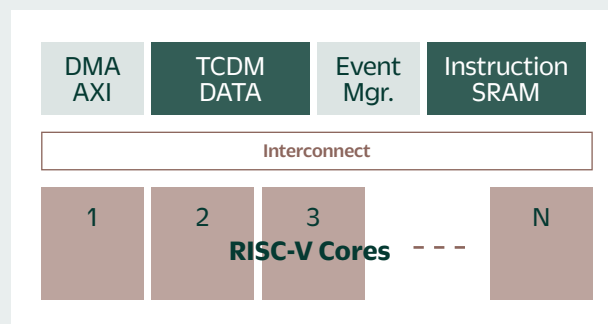 DMA
AXI
TCDM
DATA
Event
Mgr.
Instruction
SRAM
Interconnect
1
2
3
N
RISC-V Cores